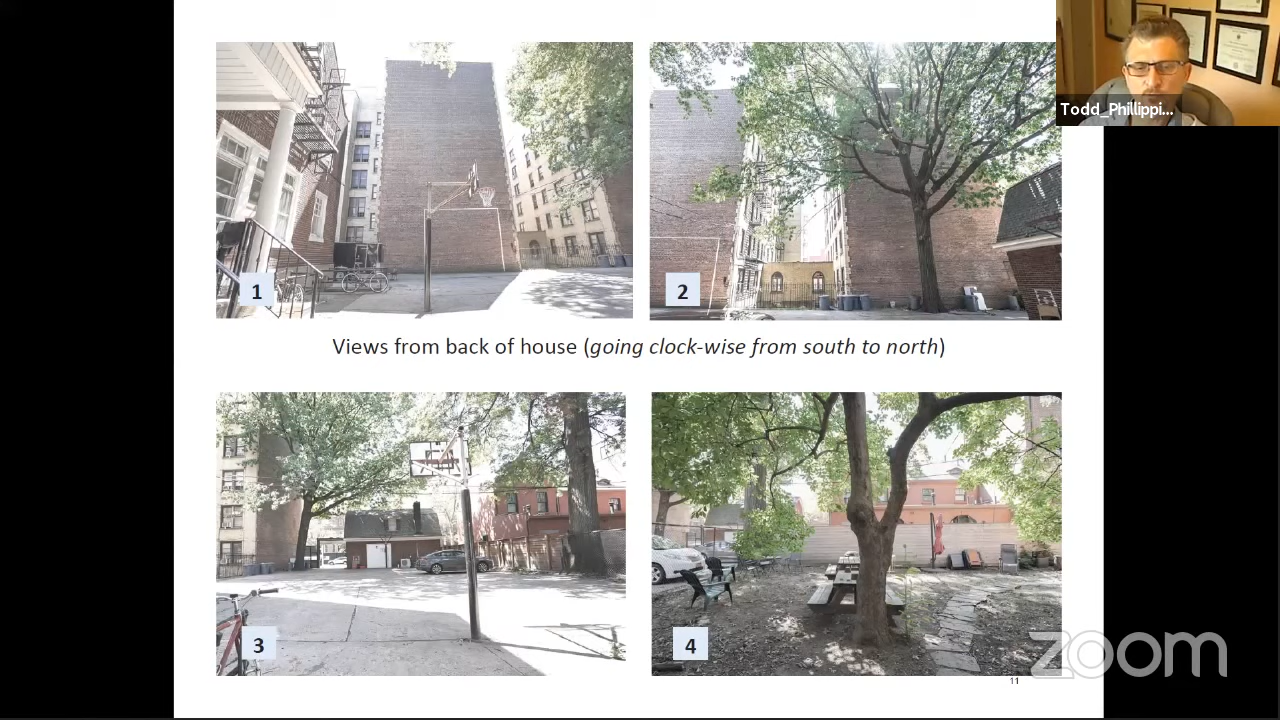 Todd_Phillippi...
1
2
Views from back of house (going clock-wise from south to north)
3
4
zoom
11